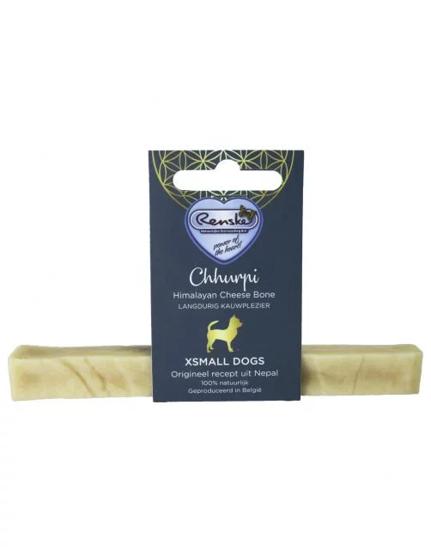 Renske
power of
the heart!
Chhurpi
Himalayan Cheese Bone
LANGDURIG KAUWPLEZIER
XSMALL DOGS
Origineel recept uit Nepal
100% natuurlijk
Geproduceerd in België